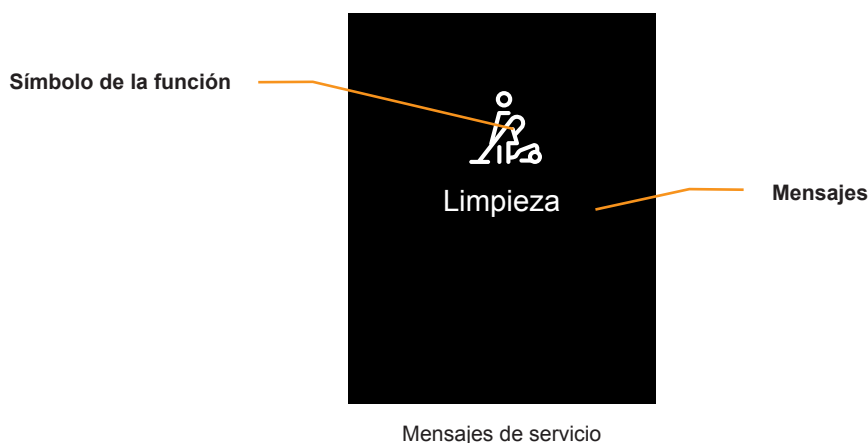 Símbolo de la función
Limpieza
Mensajes
Mensajes de servicio